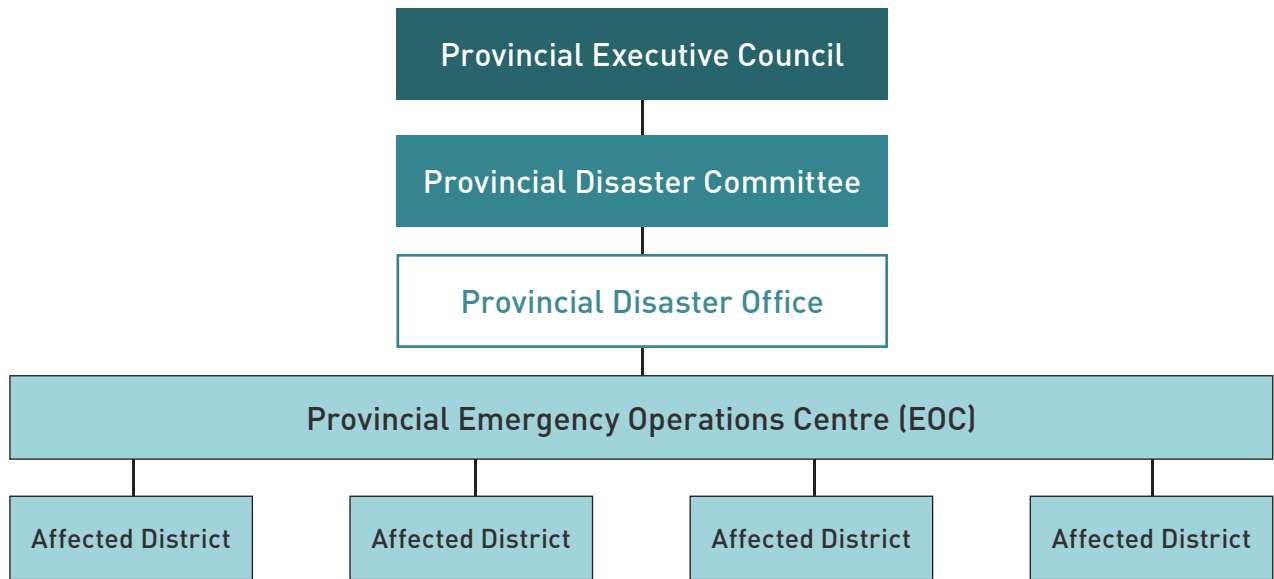 Provincial Executive Council
Provincial Disaster Committee
Provincial Disaster Office
Provincial Emergency Operations Centre (EOC)
Affected District
Affected District
Affected District
Affected District